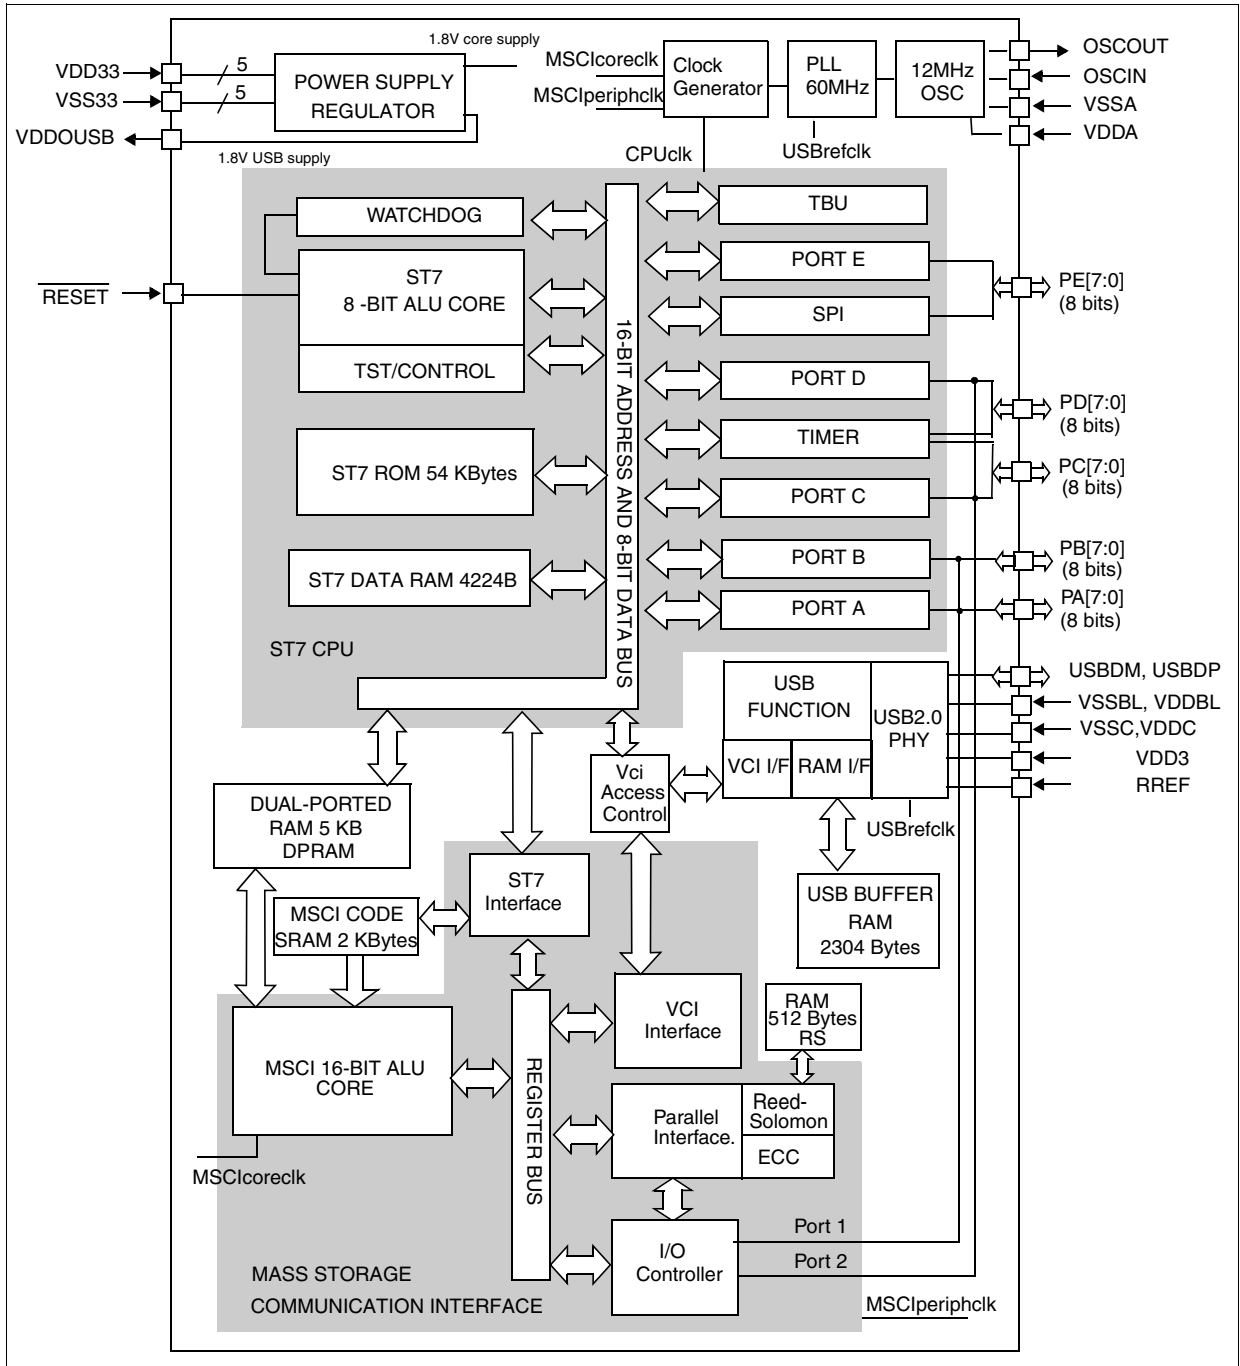 1.8V core supply
VDD33
5
VSS33
5
VDDOUSB
POWER SUPPLY
REGULATOR
1.8V USB supply
MSCIcoreclk
MSCIperiphclk
Clock
Generator
PLL
60MHz
12MHz
OSC
OSCOUT
OSCIN
VSSA
VDDA
CPUclk
USBrefclk
WATCHDOG
ST7
8 -BIT ALU CORE
TST/CONTROL
RESET
ST7 ROM 54 KBytes
ST7 DATA RAM 4224B
ST7 CPU
16-BIT ADDRESS AND 8-BIT DATA BUS
TBU
PORT E
SPI
PORT D
TIMER
PORT C
PORT B
PORT A
PE[7:0]
(8 bits)
PD[7:0]
(8 bits)
PC[7:0]
(8 bits)
PB[7:0]
(8 bits)
PA[7:0]
(8 bits)
USB
FUNCTION
VCI I/F
RAM I/F
USB2.0
PHY
USBDM, USBDP
VSSBL, VDDBL
VSSC,VDDC
VDD3
RREF
USBrefclk
Vci
Access
Control
DUAL-PORTED
RAM 5 KB
DPRAM
ST7
Interface
MSCI CODE
SRAM 2 KBytes
USB BUFFER
RAM
2304 Bytes
VCI
Interface
RAM
512 Bytes
RS
MSCI 16-BIT ALU
CORE
REGISTER BUS
Parallel
Interface.
Reed-
Solomon
ECC
MSCIcoreclk
I/O
Controller
Port 1
Port 2
MASS STORAGE
COMMUNICATION INTERFACE
MSCIperiphclk